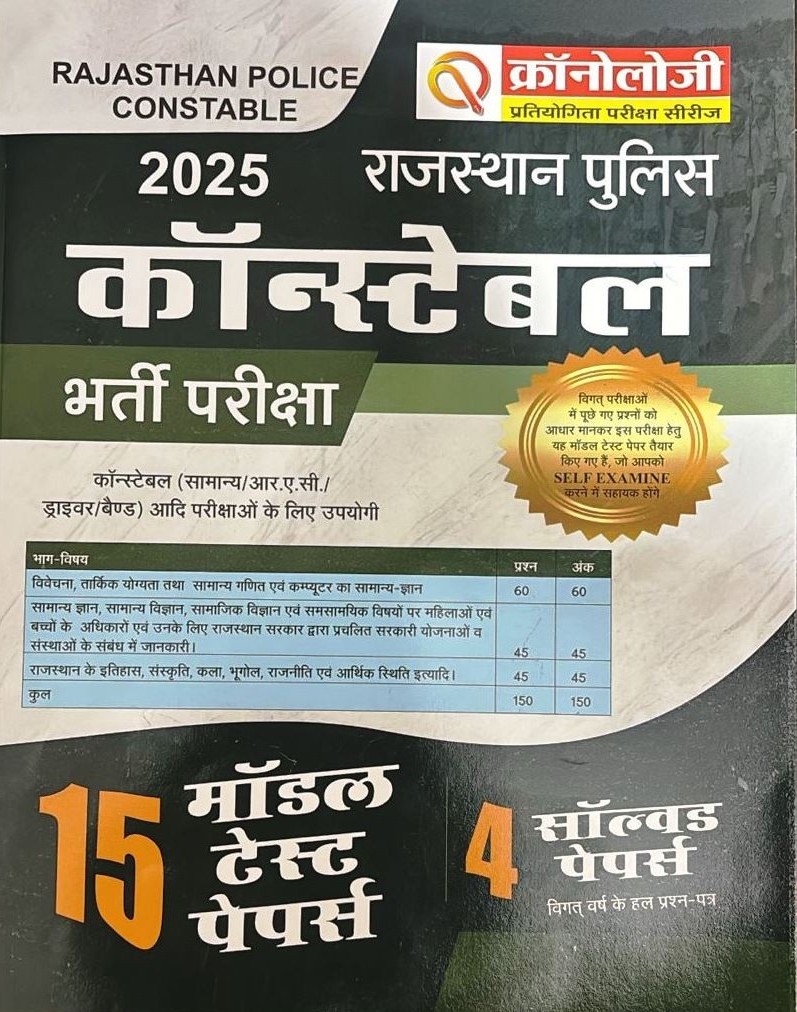 RAJASTHAN POLICE
CONSTABLE
क्रॉनोलोजी
प्रतियोगिता परीक्षा सीरीज
2025 राजस्थान पुलिस
कॉन्स्टेबल
भर्ती परीक्षा
विगत् परीक्षाओं
में पूछे गए प्रश्नों को
आधार मानकर इस परीक्षा हेतु
यह मॉडल टेस्ट पेपर तैयार
किए गए हैं, जो आपको
SELF EXAMINE
करने में सहायक होंगे
कॉन्स्टेबल (सामान्य/आर.ए.सी./
ड्राइवर/बैण्ड) आदि परीक्षाओं के लिए उपयोगी
भाग-विषय प्रश्न अंक
विवेचना, तार्किक योग्यता तथा सामान्य गणित एवं कम्प्यूटर का सामान्य-ज्ञान 60 60
सामान्य ज्ञान, सामान्य विज्ञान, सामाजिक विज्ञान एवं समसामयिक विषयों पर महिलाओं एवं
बच्चों के अधिकारों एवं उनके लिए राजस्थान सरकार द्वारा प्रचलित सरकारी योजनाओं व
संस्थाओं के संबंध में जानकारी। 45 45
राजस्थान के इतिहास, संस्कृति, कला, भूगोल, राजनीति एवं आर्थिक स्थिति इत्यादि। 45 45
कुल 150 150
15 मॉडल
टेस्ट
पेपर्स
4 सॉल्वड
पेपर्स
विगत् वर्ष के हल प्रश्न-पत्र